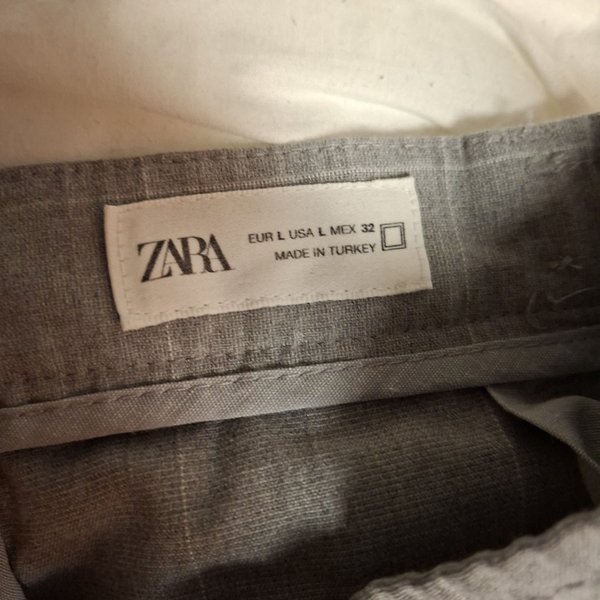 ZARA
EUR L USA L MEX 32
MADE IN TURKEY